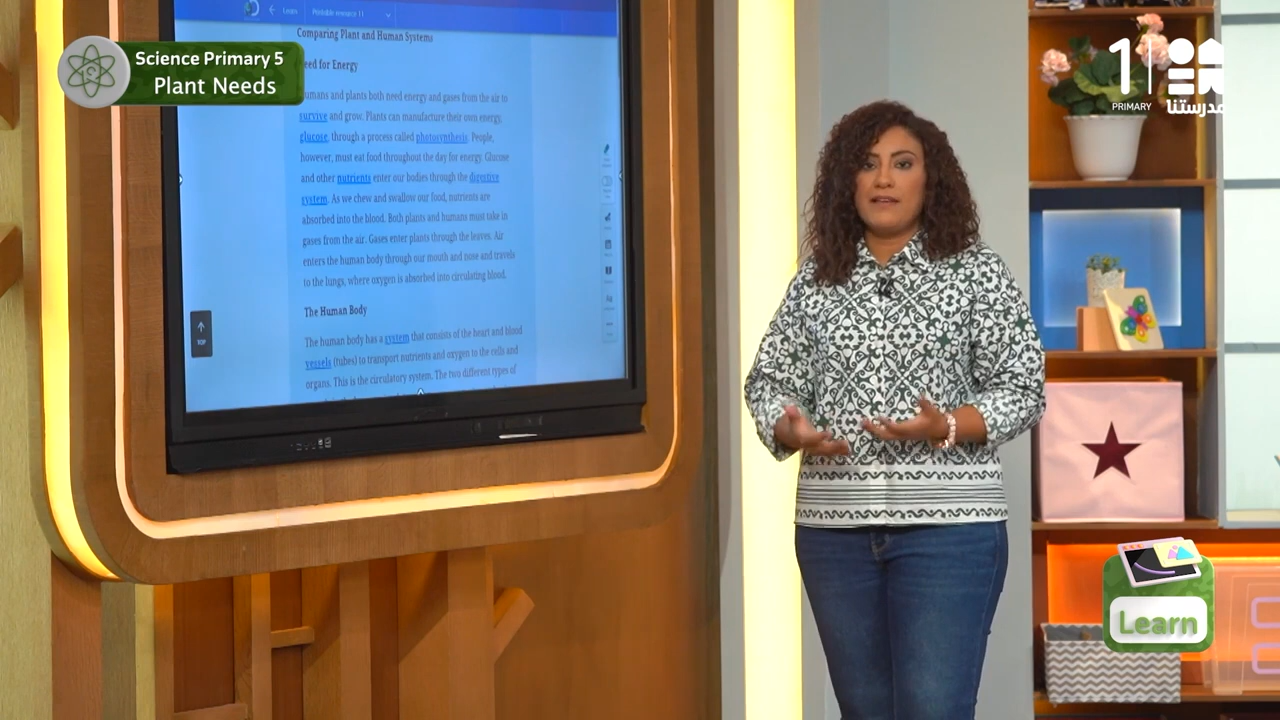 Learn
Printable resource 11
Comparing Plant and Human Systems
eed for Energy
umans and plants both need energy and gases from the air to
survive and grow. Plants can manufacture their own energy,
glucose, through a process called photosynthesis. People,
however, must eat food throughout the day for energy. Glucose
and other nutrients enter our bodies through the digestive
system. As we chew and swallow our food, nutrients are
absorbed into the blood. Both plants and humans must take in
gases from the air. Gases enter plants through the leaves. Air
enters the human body through our mouth and nose and travels
to the lungs, where oxygen is absorbed into circulating blood.
The Human Body
The human body has a system that consists of the heart and blood
vessels (tubes) to transport nutrients and oxygen to the cells and
organs. This is the circulatory system. The two different types of
TOP
Science Primary 5
Plant Needs
1
PRIMARY
مدرستنا
Learn